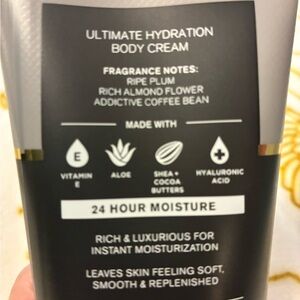 ULTIMATE HYDRATION
BODY CREAM
FRAGRANCE NOTES:
RIPE PLUM
RICH ALMOND FLOWER
ADDICTIVE COFFEE BEAN
MADE WITH
E
VITAMIN
E
ALOE
SHEA +
COCOA
BUTTERS
HYALURONIC
ACID
24 HOUR MOISTURE
RICH & LUXURIOUS FOR
INSTANT MOISTURIZATION
LEAVES SKIN FEELING SOFT,
SMOOTH & REPLENISHED